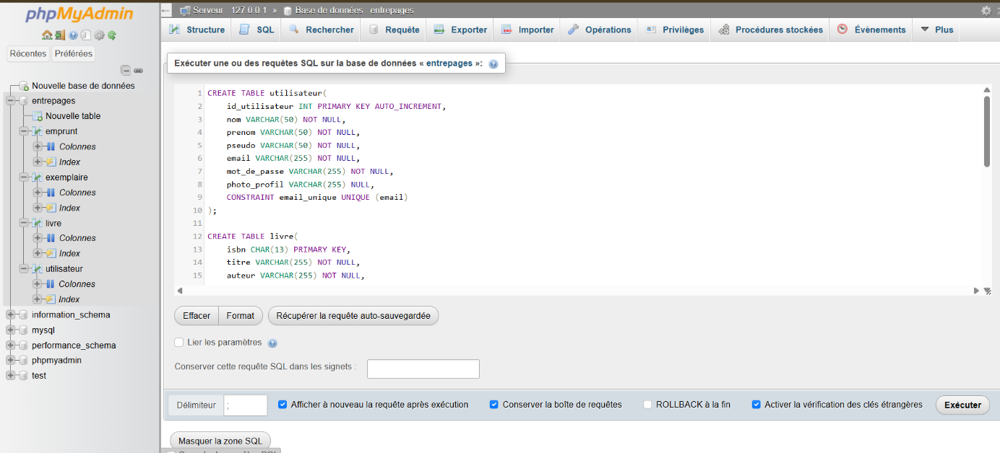 phpMyAdmin
Récentes Préférées
Nouvelle base de données
entrepages
Nouvelle table
emprunt
Colonnes
Index
exemplaire
Colonnes
Index
livre
Colonnes
Index
utilisateur
Colonnes
Index
information_schema
mysql
performance_schema
phpmyadmin
test
Serveur : 127.0.0.1 » Base de données : entrepages
Structure SQL Rechercher Requête Exporter Importer Opérations Privilèges Procédures stockées Évènements Plus
Exécuter une ou des requêtes SQL sur la base de données « entrepages »:
1 CREATE TABLE utilisateur(
2 id_utilisateur INT PRIMARY KEY AUTO_INCREMENT,
3 nom VARCHAR(50) NOT NULL,
4 prenom VARCHAR(50) NOT NULL,
5 pseudo VARCHAR(50) NOT NULL,
6 email VARCHAR(255) NOT NULL,
7 mot_de_passe VARCHAR(255) NOT NULL,
8 photo_profil VARCHAR(255) NULL,
9 CONSTRAINT email_unique UNIQUE (email)
10 );
11
12 CREATE TABLE livre(
13 isbn CHAR(13) PRIMARY KEY,
14 titre VARCHAR(255) NOT NULL,
15 auteur VARCHAR(255) NOT NULL,
Effacer Format Récupérer la requête auto-sauvegardée
Lier les paramètres
Conserver cette requête SQL dans les signets :
Délimiteur ; Afficher à nouveau la requête après exécution Conserver la boîte de requêtes ROLLBACK à la fin Activer la vérification des clés étrangères Exécuter
Masquer la zone SQL